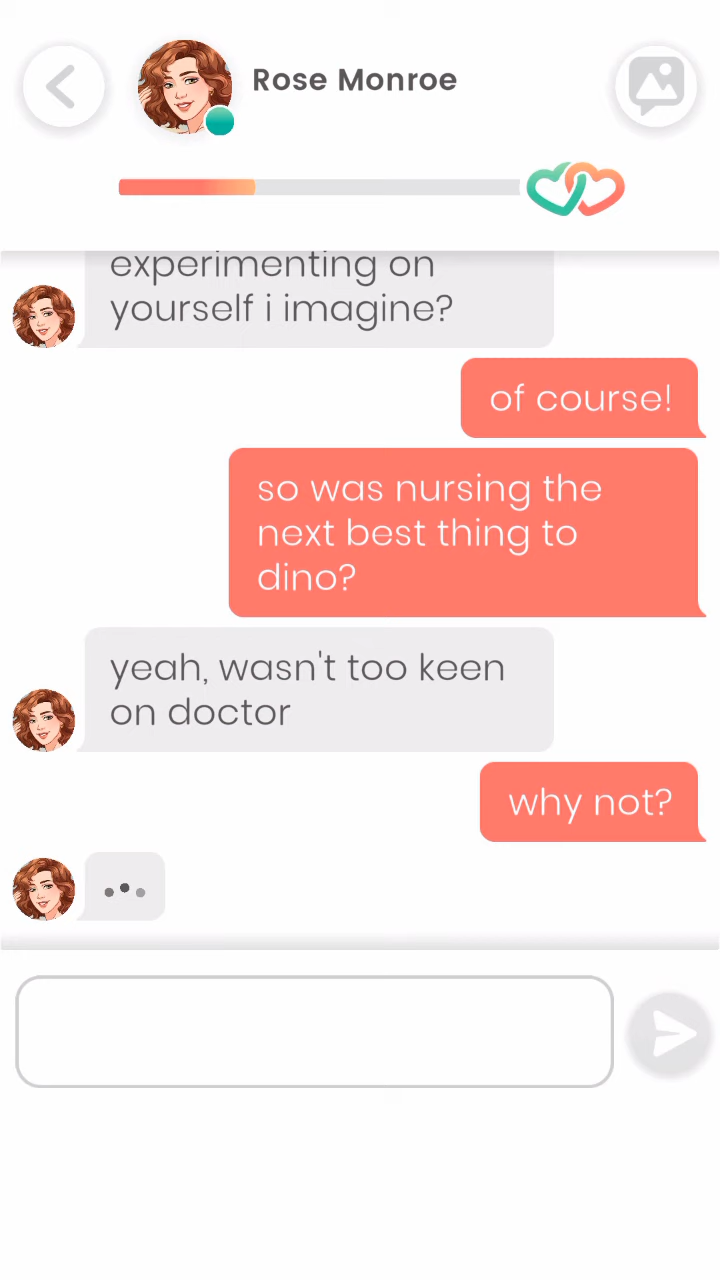 Rose Monroe
experimenting on
yourself i imagine?
of course!
so was nursing the
next best thing to
dino?
yeah, wasn't too keen
on doctor
why not?